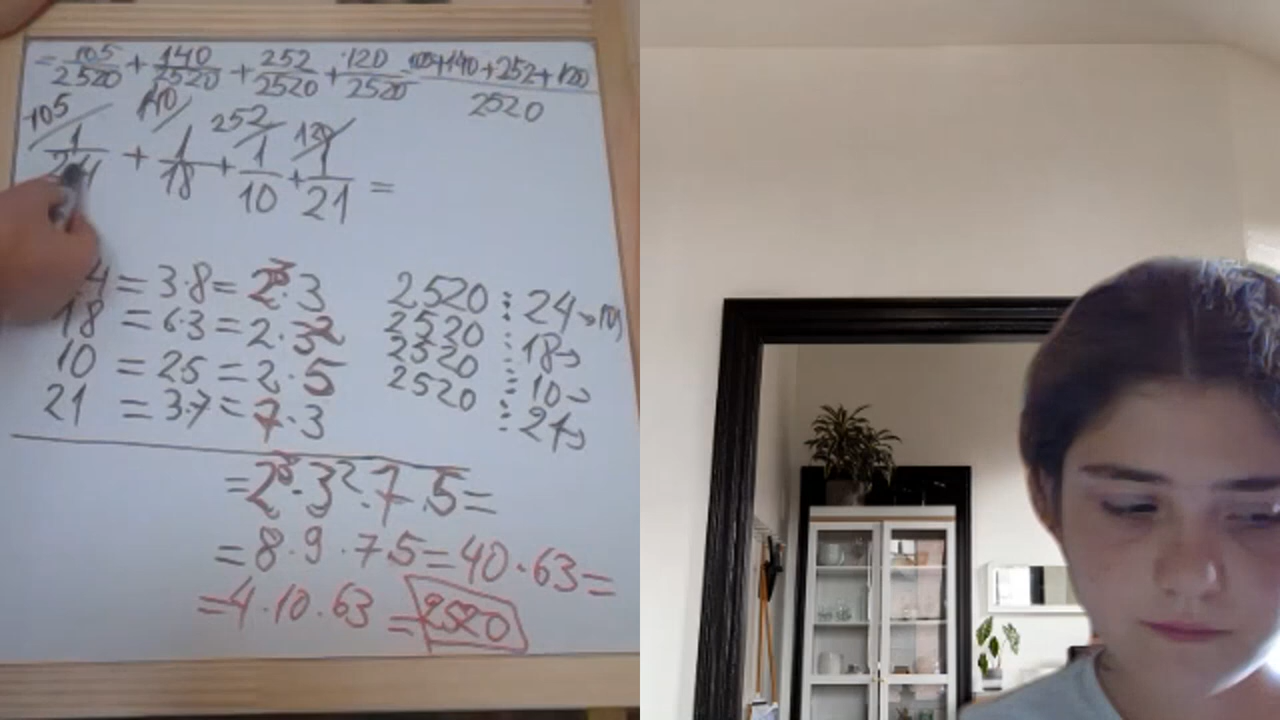 = 105/2520 + 140/2520 + 252/2520 + 120/2520 = 105+140+252+120/2520
105/ 140/ 252/ 120/
1/24 + 1/18 + 1/10 + 1/21 =
4 = 3·8 = 2³·3
18 = 6·3 = 2·3²
10 = 25 = 2·5
21 = 3·7 = 7·3
2520 : 24 → 105
2520 : 18 →
2520 : 10 →
2520 : 21 →
= 2³·3²·7·5 =
= 8·9·7·5 = 40·63 =
= 4·10·63 = 2520